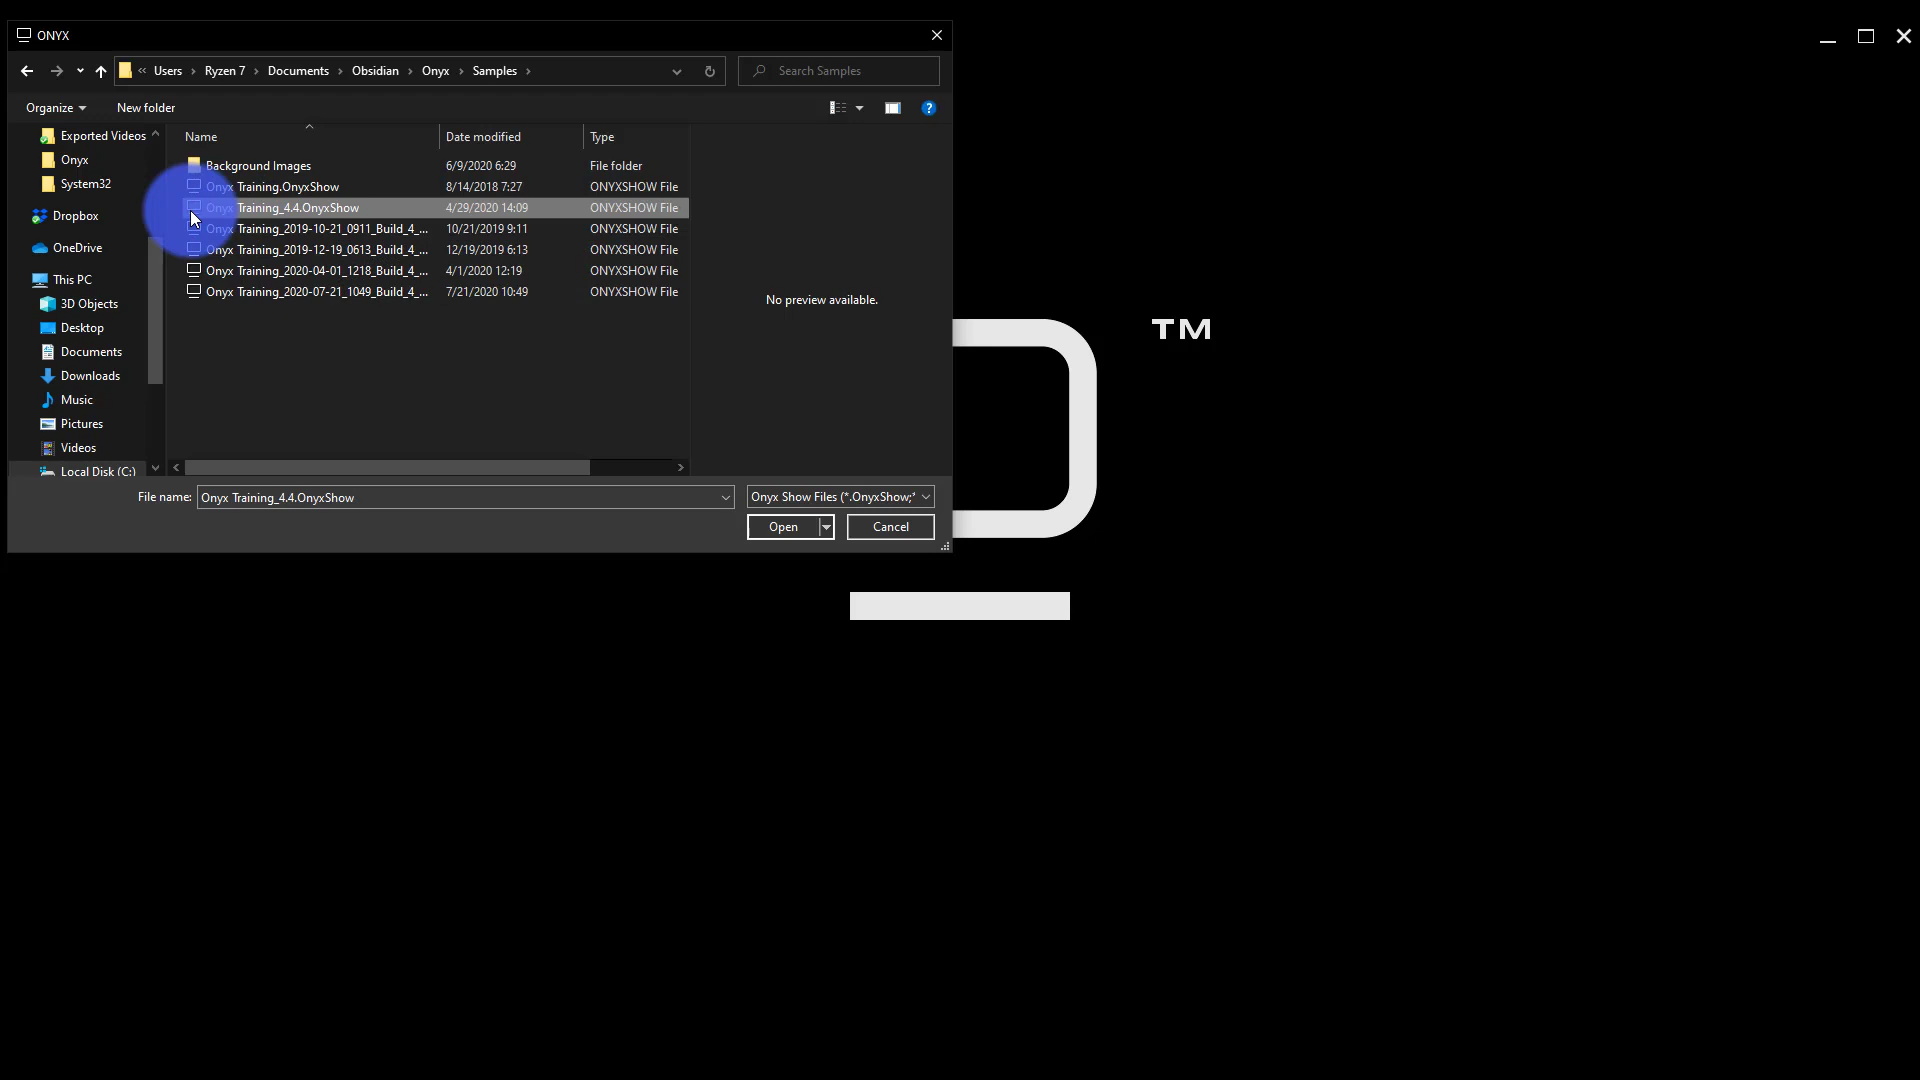 ONYX
« Users > Ryzen 7 > Documents > Obsidian > Onyx > Samples >
Search Samples
Organize
New folder
?
Name
Date modified
Type
Background Images 6/9/2020 6:29 File folder
Onyx Training.OnyxShow 8/14/2018 7:27 ONYXSHOW File
Onyx Training_4.4.OnyxShow 4/29/2020 14:09 ONYXSHOW File
Onyx Training_2019-10-21_0911_Build_4_... 10/21/2019 9:11 ONYXSHOW File
Onyx Training_2019-12-19_0613_Build_4_... 12/19/2019 6:13 ONYXSHOW File
Onyx Training_2020-04-01_1218_Build_4_... 4/1/2020 12:19 ONYXSHOW File
Onyx Training_2020-07-21_1049_Build_4_... 7/21/2020 10:49 ONYXSHOW File
Exported Videos
Onyx
System32
Dropbox
OneDrive
This PC
3D Objects
Desktop
Documents
Downloads
Music
Pictures
Videos
Local Disk (C:)
No preview available.
File name: Onyx Training_4.4.OnyxShow
Onyx Show Files (*.OnyxShow;*
Open
Cancel
TM